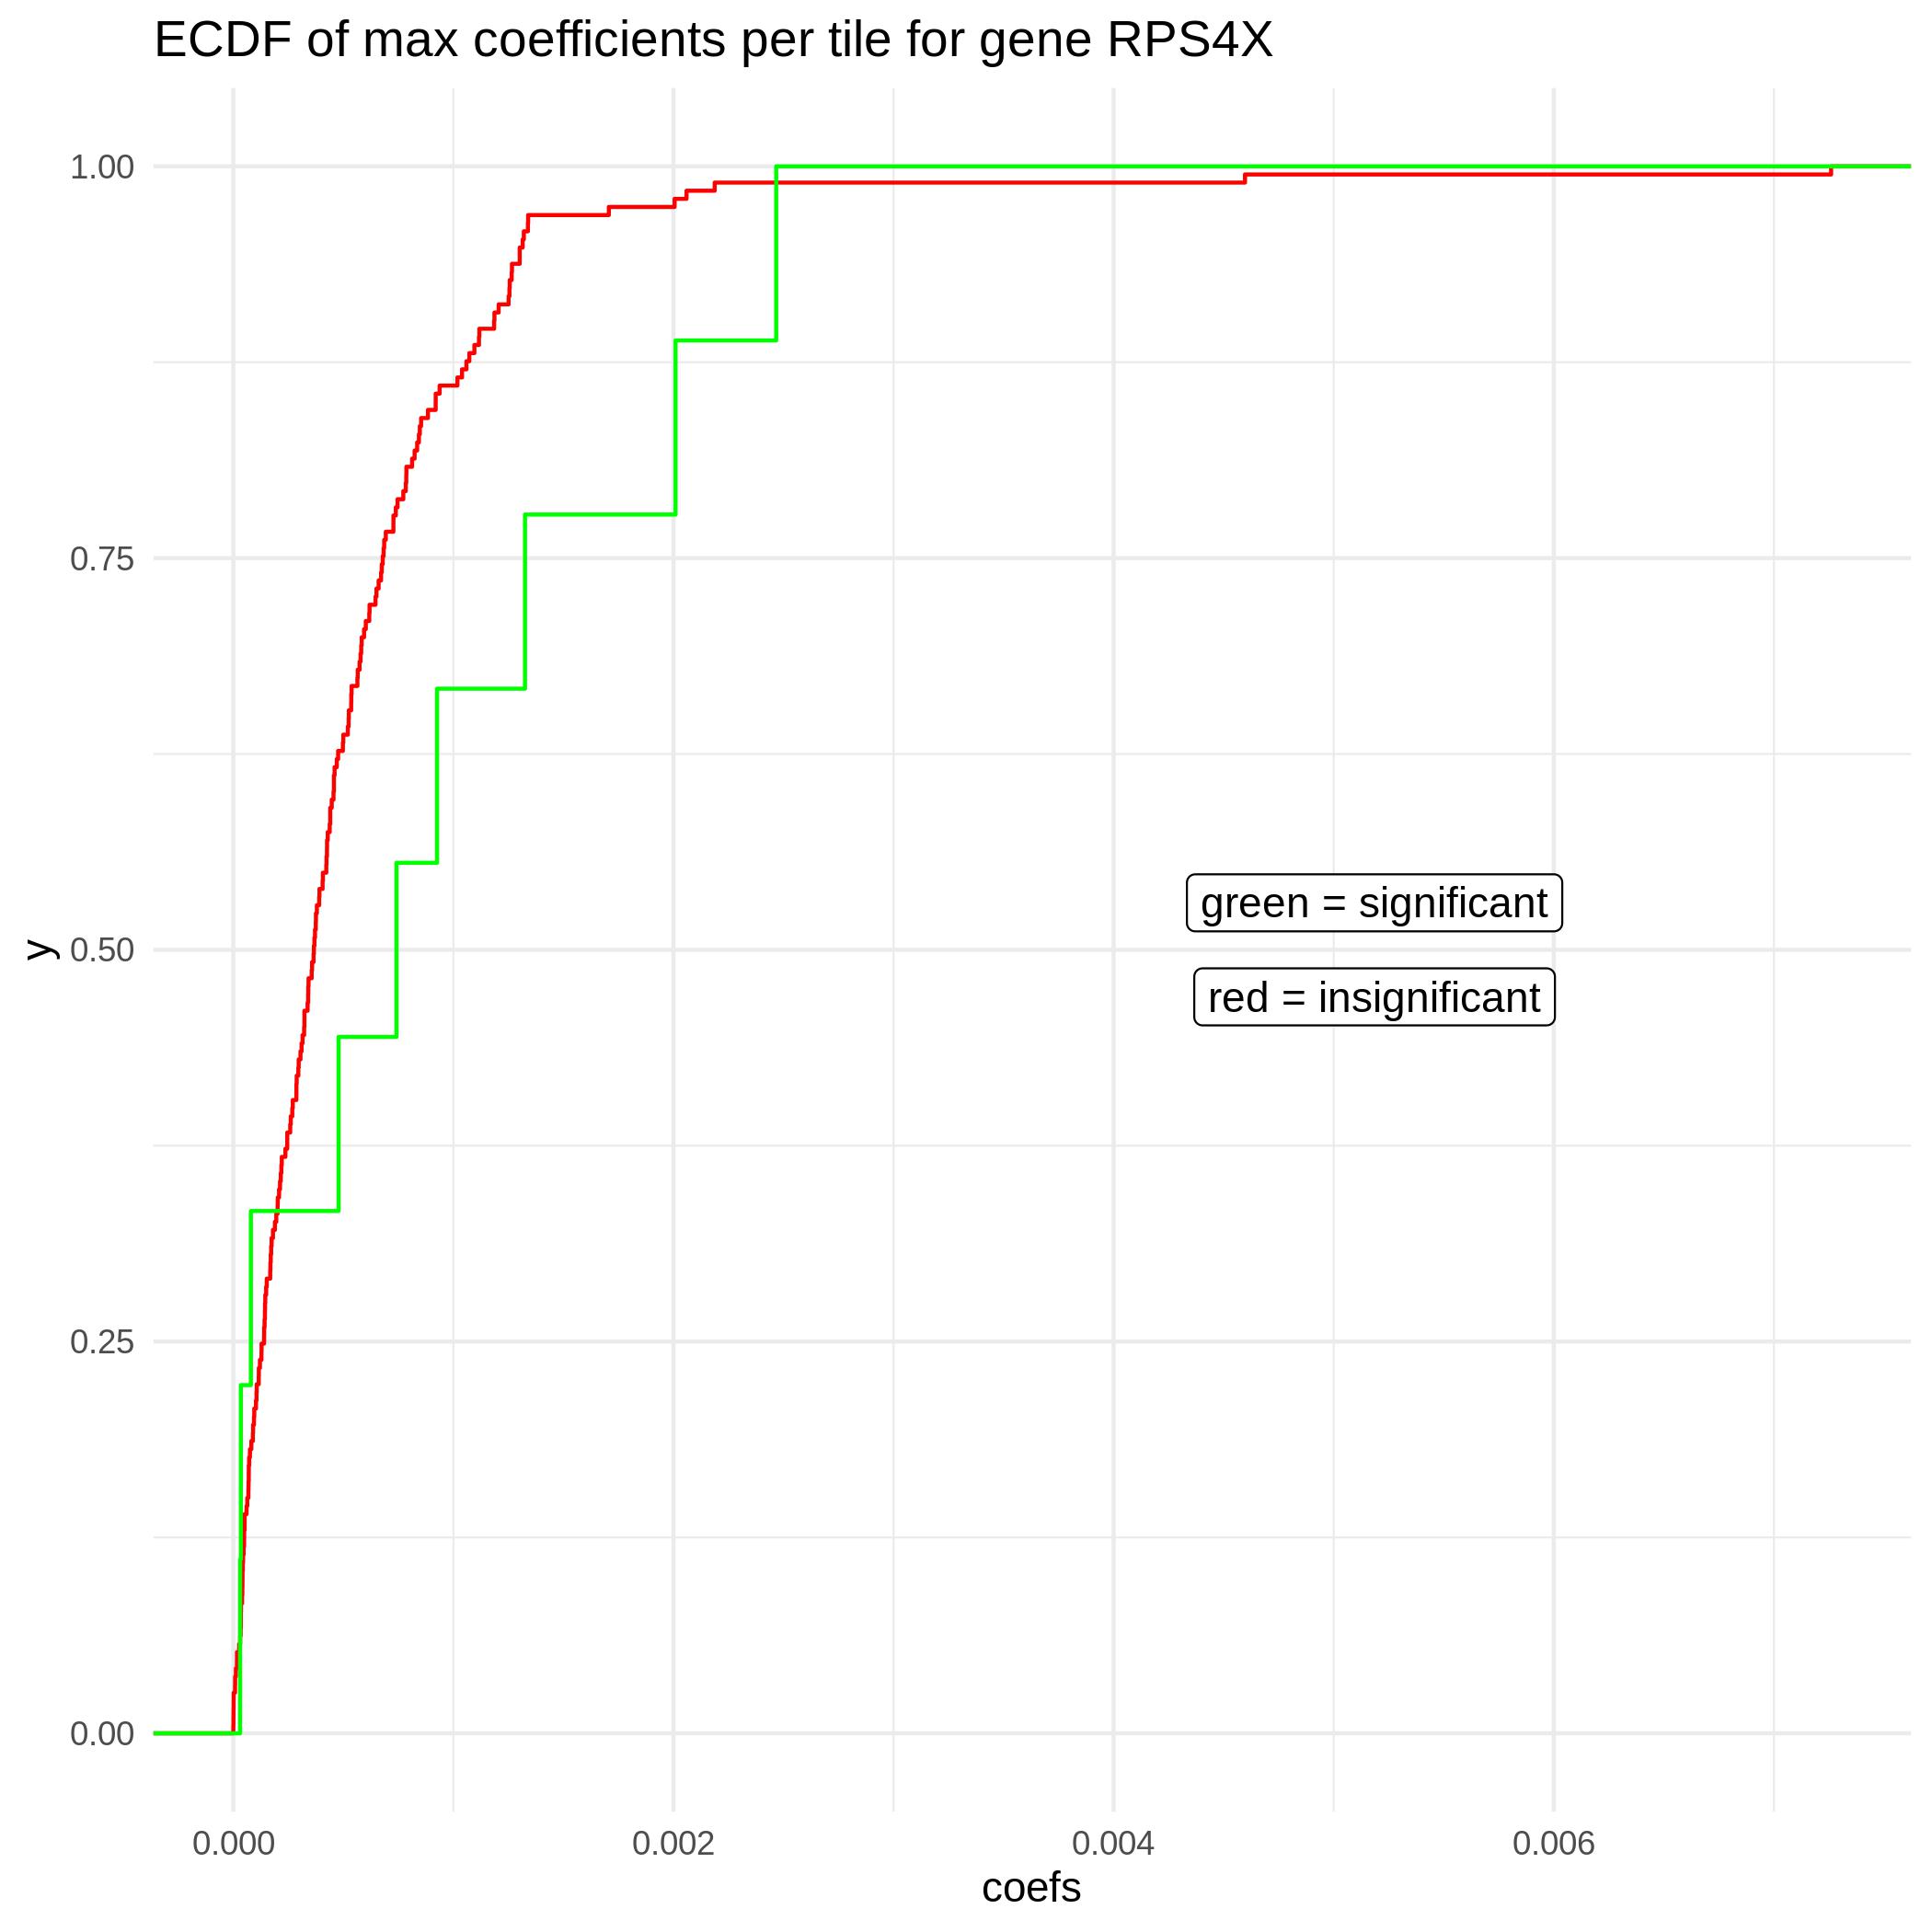 ECDF of max coefficients per tile for gene RPS4X
1.00
0.75
0.50
0.25
0.00
y
green = significant
red = insignificant
0.000 0.002 0.004 0.006
coefs